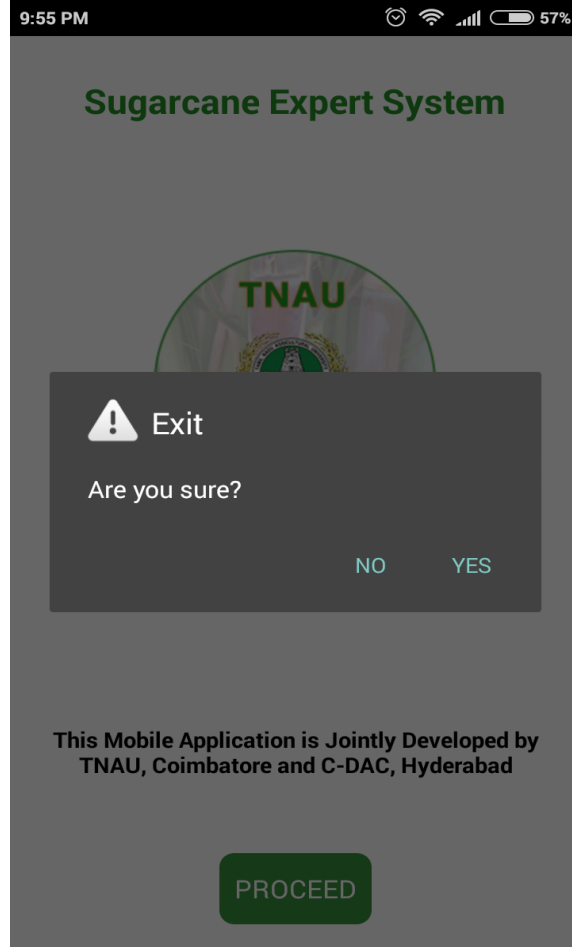 9:55 PM 57%
Sugarcane Expert System
TNAU
Exit
Are you sure?
NO YES
This Mobile Application is Jointly Developed by
TNAU, Coimbatore and C-DAC, Hyderabad
PROCEED